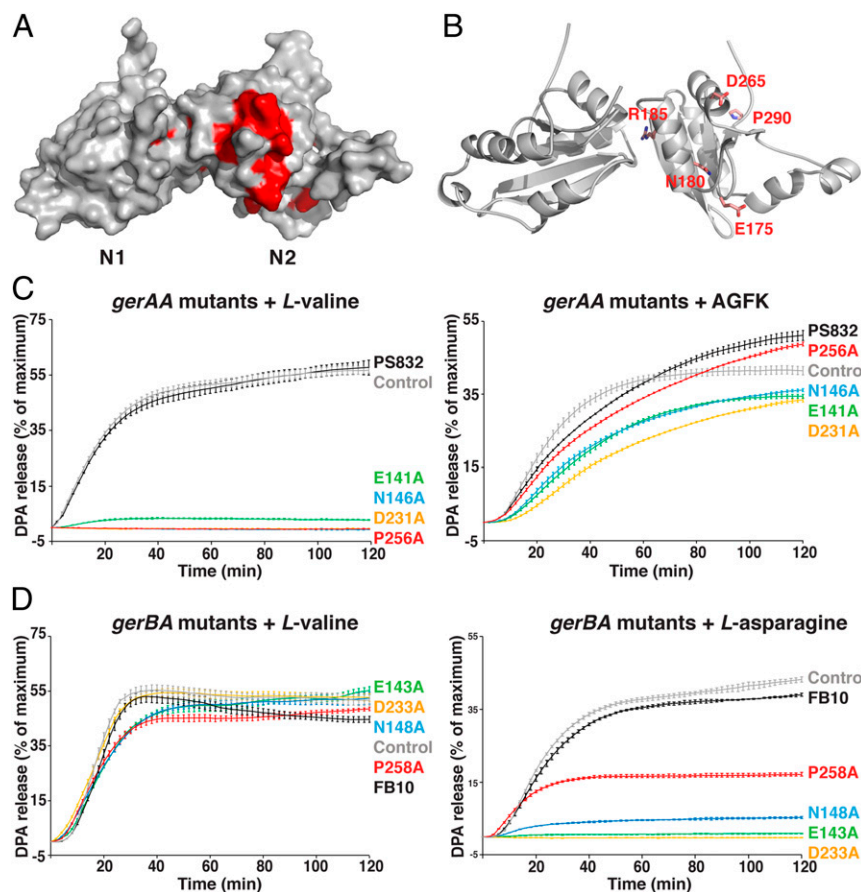 A
N1
N2
B
D265
P290
R185
N180
E175
C
gerAA mutants + L-valine
DPA release (% of maximum)
75
55
35
15
-5
20 40 60 80 100 120
Time (min)
PS832
Control
E141A
N146A
D231A
P256A
gerAA mutants + AGFK
DPA release (% of maximum)
55
35
15
-5
20 40 60 80 100 120
Time (min)
PS832
P256A
Control
N146A
E141A
D231A
D
gerBA mutants + L-valine
DPA release (% of maximum)
75
55
35
15
-5
20 40 60 80 100 120
Time (min)
E143A
D233A
N148A
Control
P258A
FB10
gerBA mutants + L-asparagine
DPA release (% of maximum)
55
35
15
-5
20 40 60 80 100 120
Time (min)
Control
FB10
P258A
N148A
E143A
D233A